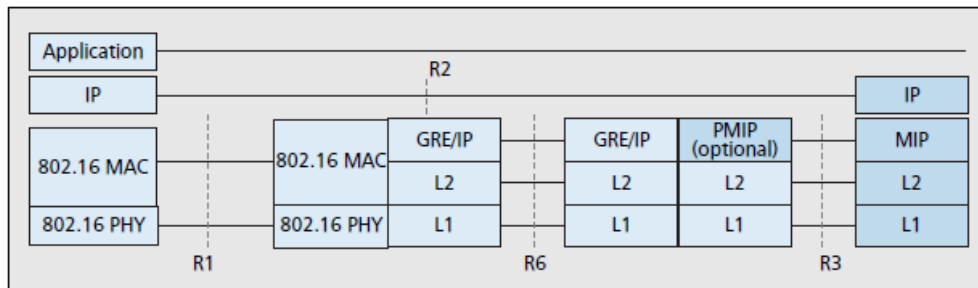 Application
R2
IP
IP
802.16 MAC
802.16 MAC
GRE/IP
GRE/IP
PMIP
(optional)
MIP
L2
L2
L2
L2
802.16 PHY
802.16 PHY
L1
L1
L1
L1
R1
R6
R3